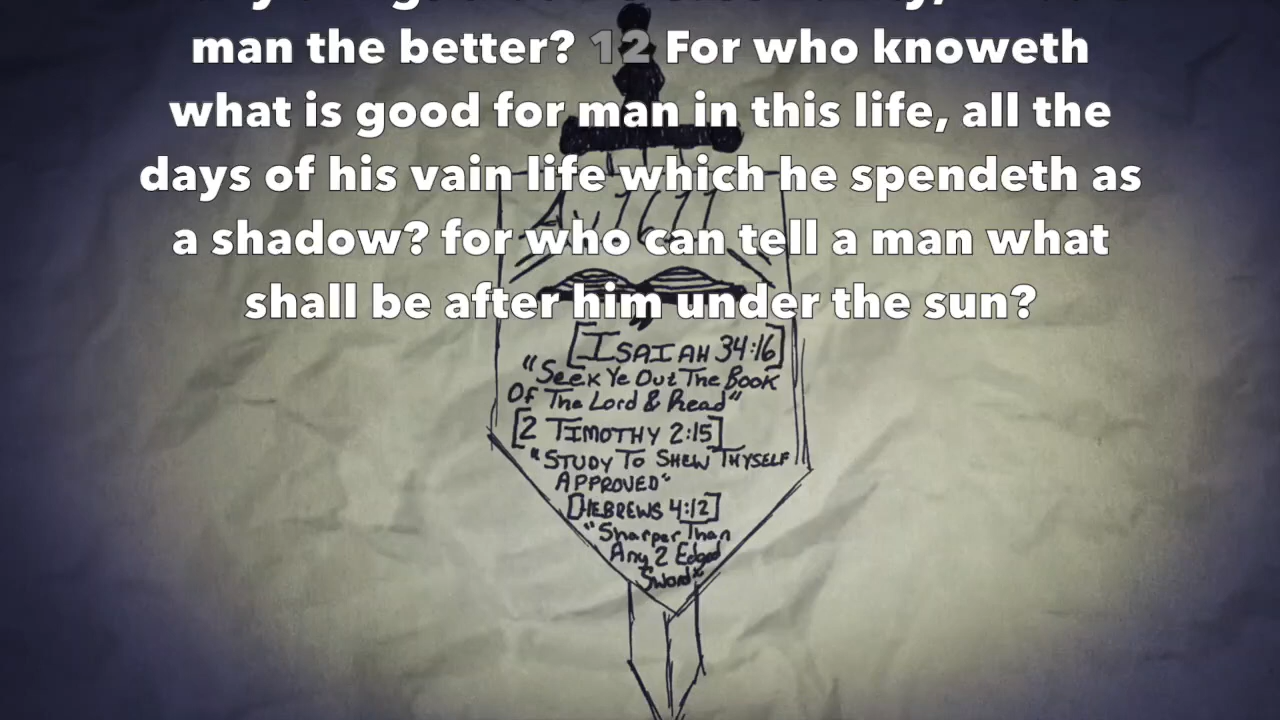 man the better? 12 For who knoweth
what is good for man in this life, all the
days of his vain life which he spendeth as
a shadow? for who can tell a man what
shall be after him under the sun?
Av 1611
[ISAIAH 34:16]
"Seek Ye Out The Book
Of The Lord & Read"
[2 TIMOTHY 2:15]
"STUDY TO SHEW THYSELF
APPROVED"
[HEBREWS 4:12]
"Sharper Than
Any 2 Edged
Sword"